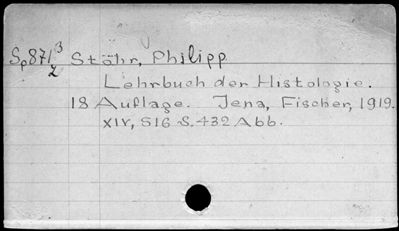 Sp871 3/2 Stöhr, Philipp
Lehrbuch der Histologie.
18 Auflage. Jena, Fischer, 1919.
XIV, 516 S. 432 Abb.